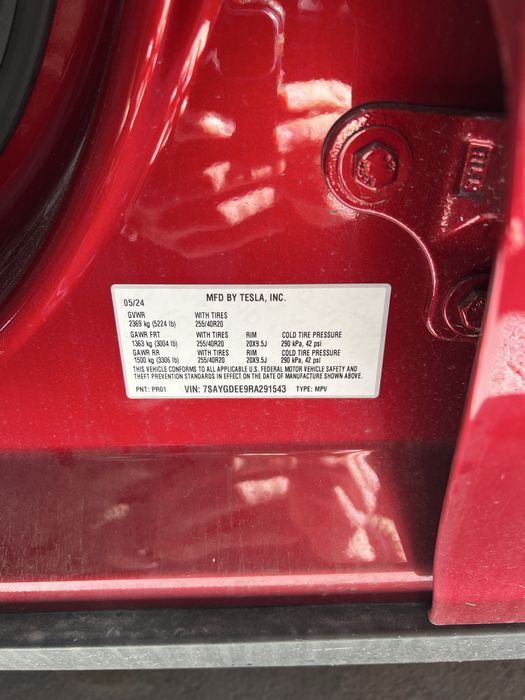 05/24 MFD BY TESLA, INC.
GVWR WITH TIRES
2369 kg (5224 lb) 255/40R20
GAWR FRT WITH TIRES RIM COLD TIRE PRESSURE
1363 kg (3004 lb) 255/40R20 20X9.5J 290 kPa, 42 psi
GAWR RR WITH TIRES RIM COLD TIRE PRESSURE
1500 kg (3306 lb) 255/40R20 20X9.5J 290 kPa, 42 psi
THIS VEHICLE CONFORMS TO ALL APPLICABLE U.S. FEDERAL MOTOR VEHICLE SAFETY AND
THEFT PREVENTION STANDARDS IN EFFECT ON THE DATE OF MANUFACTURE SHOWN ABOVE.
PNT: PR01 VIN: 7SAYGDEE9RA291543 TYPE: MPV